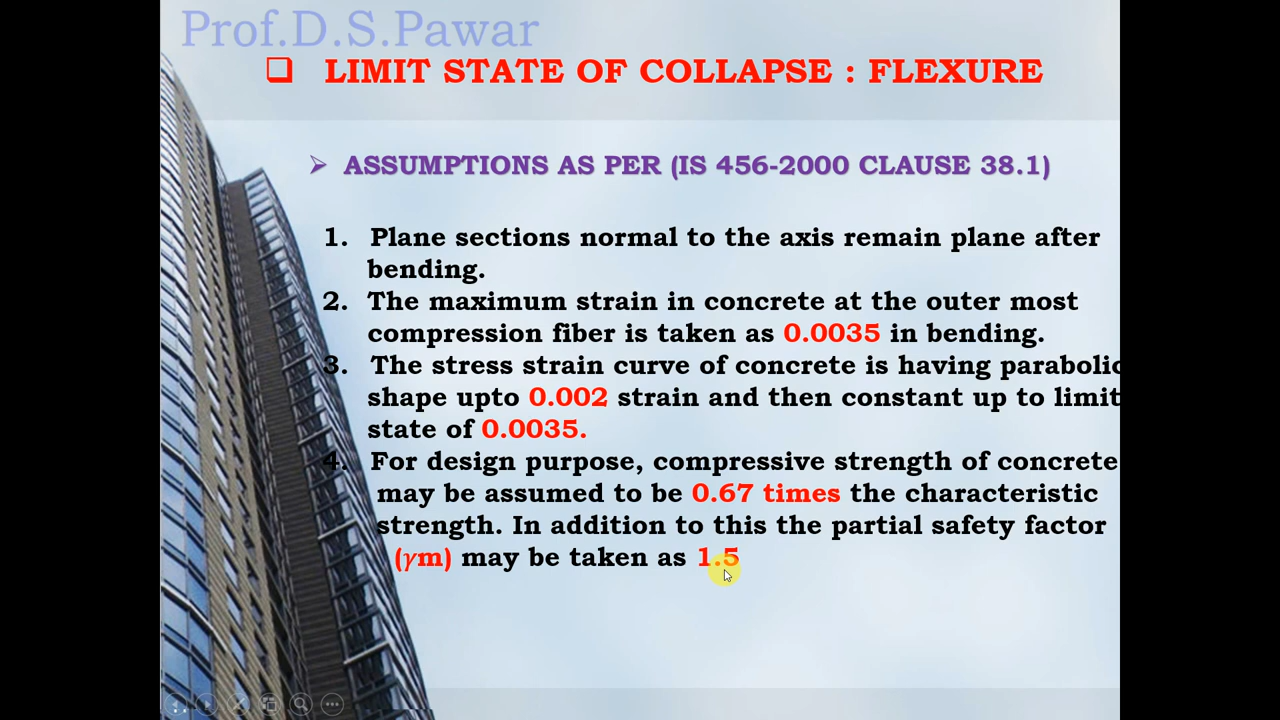 Prof.D.S.Pawar
❑ LIMIT STATE OF COLLAPSE : FLEXURE
➢ ASSUMPTIONS AS PER (IS 456-2000 CLAUSE 38.1)
1. Plane sections normal to the axis remain plane after
bending.
2. The maximum strain in concrete at the outer most
compression fiber is taken as 0.0035 in bending.
3. The stress strain curve of concrete is having parabolic
shape upto 0.002 strain and then constant up to limit
state of 0.0035.
4. For design purpose, compressive strength of concrete
may be assumed to be 0.67 times the characteristic
strength. In addition to this the partial safety factor
(γm) may be taken as 1.5